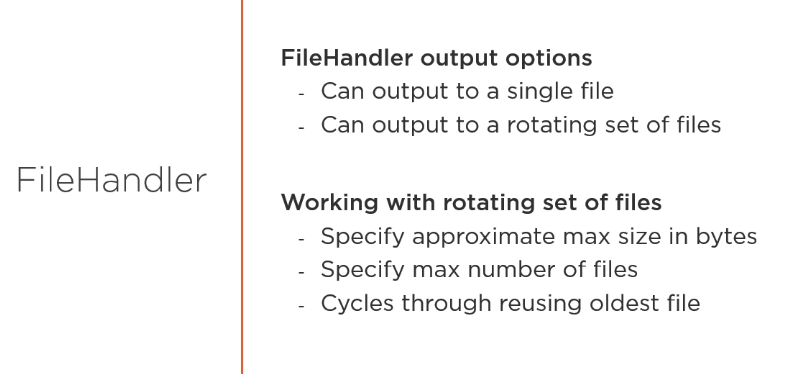 FileHandler
FileHandler output options
- Can output to a single file
- Can output to a rotating set of files
Working with rotating set of files
- Specify approximate max size in bytes
- Specify max number of files
- Cycles through reusing oldest file